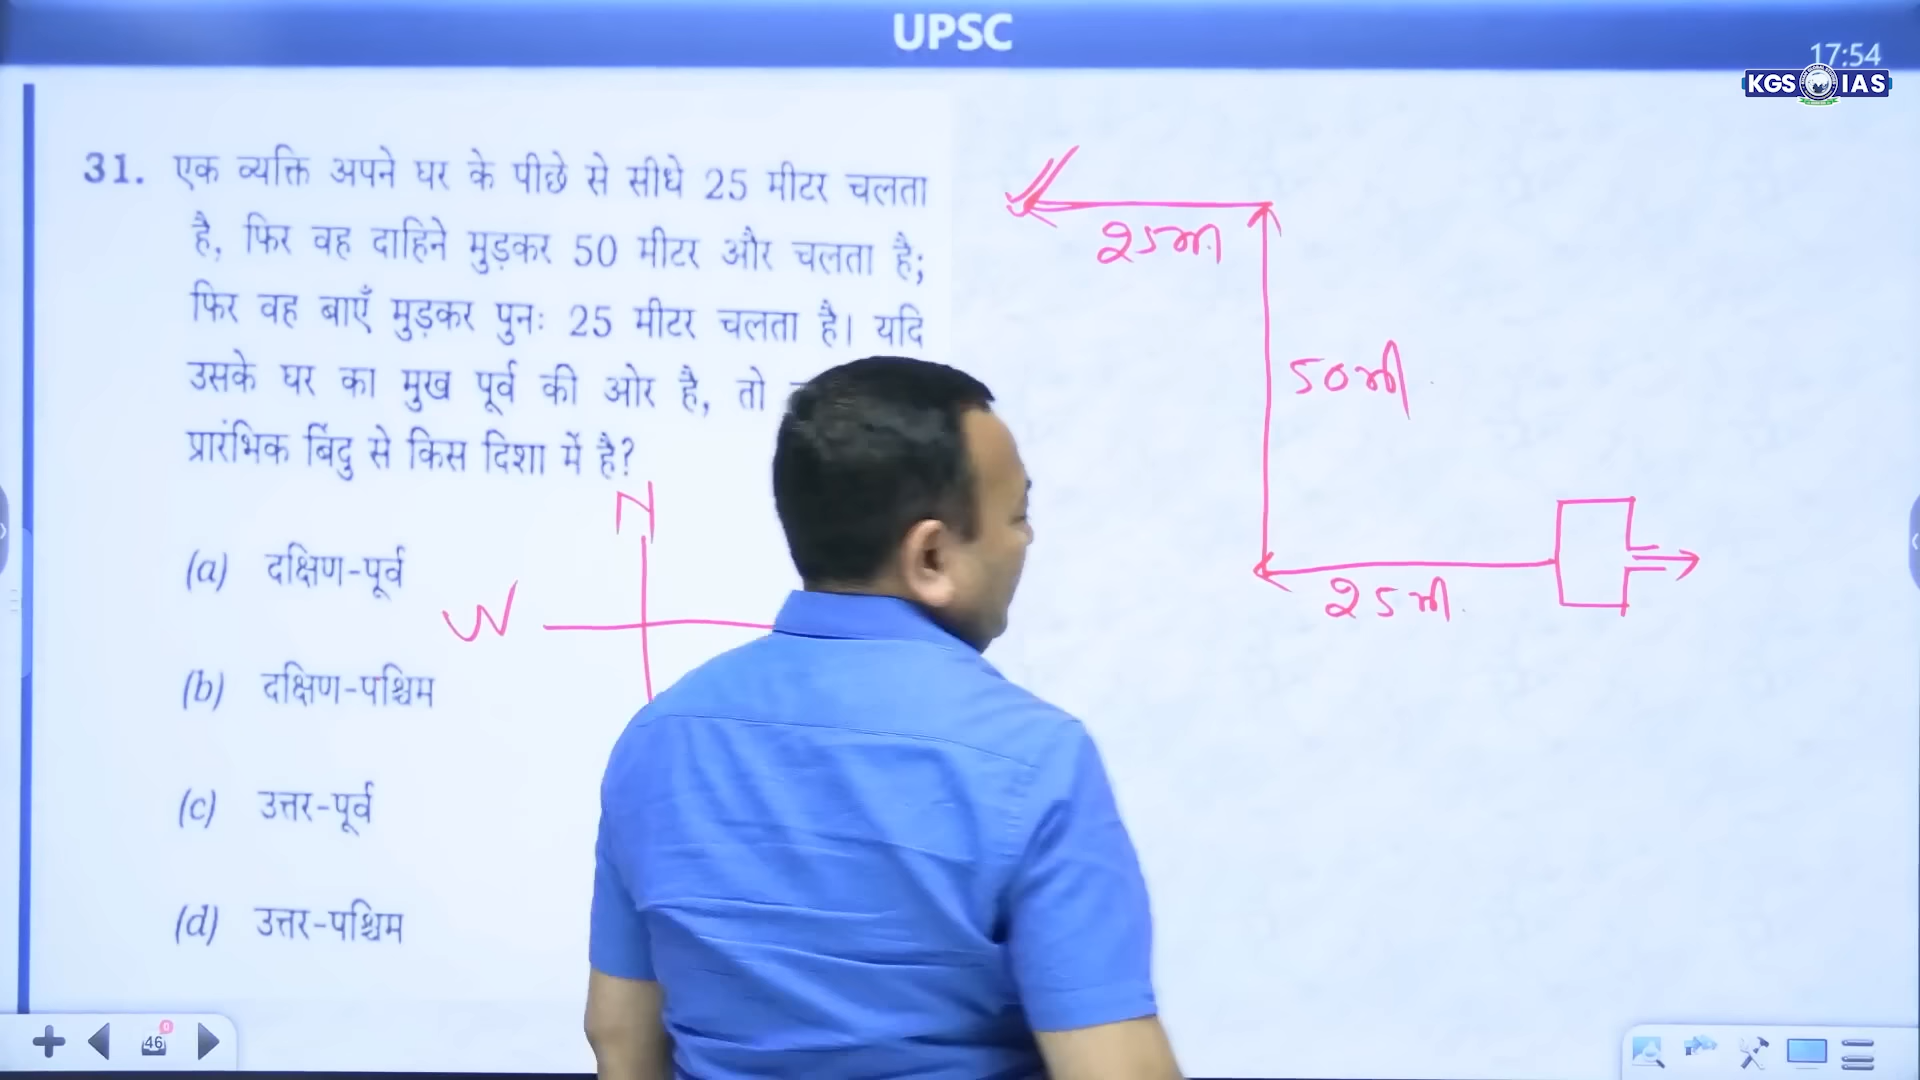 UPSC
17:54
KGS IAS
31. एक व्यक्ति अपने घर के पीछे से सीधे 25 मीटर चलता
है, फिर वह दाहिने मुड़कर 50 मीटर और चलता है;
फिर वह बाएँ मुड़कर पुनः 25 मीटर चलता है। यदि
उसके घर का मुख पूर्व की ओर है, तो
प्रारंभिक बिंदु से किस दिशा में है?
(a) दक्षिण-पूर्व
(b) दक्षिण-पश्चिम
(c) उत्तर-पूर्व
(d) उत्तर-पश्चिम
N
W
25मी.
50मी.
25मी.
46
0